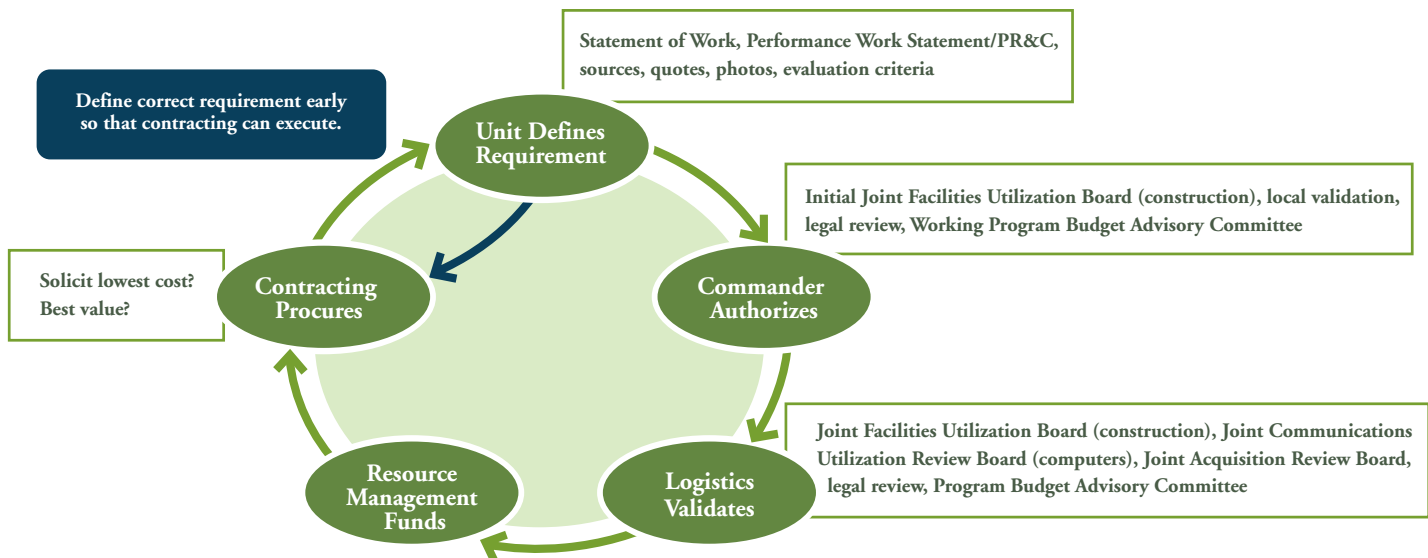 Statement of Work, Performance Work Statement/PR&C,
sources, quotes, photos, evaluation criteria
Define correct requirement early
so that contracting can execute.
Unit Defines
Requirement
Initial Joint Facilities Utilization Board (construction), local validation,
legal review, Working Program Budget Advisory Committee
Solicit lowest cost?
Best value?
Contracting
Procures
Commander
Authorizes
Joint Facilities Utilization Board (construction), Joint Communications
Utilization Review Board (computers), Joint Acquisition Review Board,
legal review, Program Budget Advisory Committee
Resource
Management
Funds
Logistics
Validates